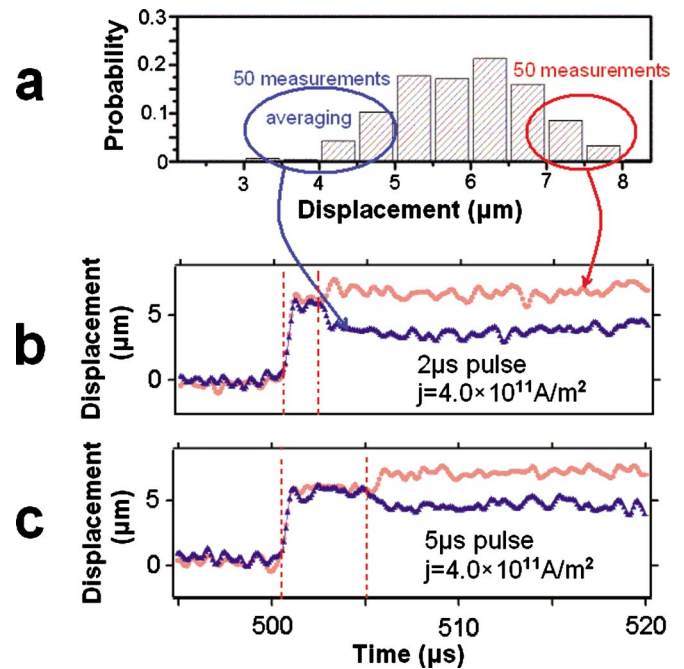 a
Probability
0.3
0.2
0.1
0
50 measurements
averaging
50 measurements
3 4 5 6 7 8
Displacement (µm)
b
Displacement
(µm)
5
0
2µs pulse
j=4.0×10¹¹A/m²
c
Displacement
(µm)
5
0
5µs pulse
j=4.0×10¹¹A/m²
500 510 520
Time (µs)